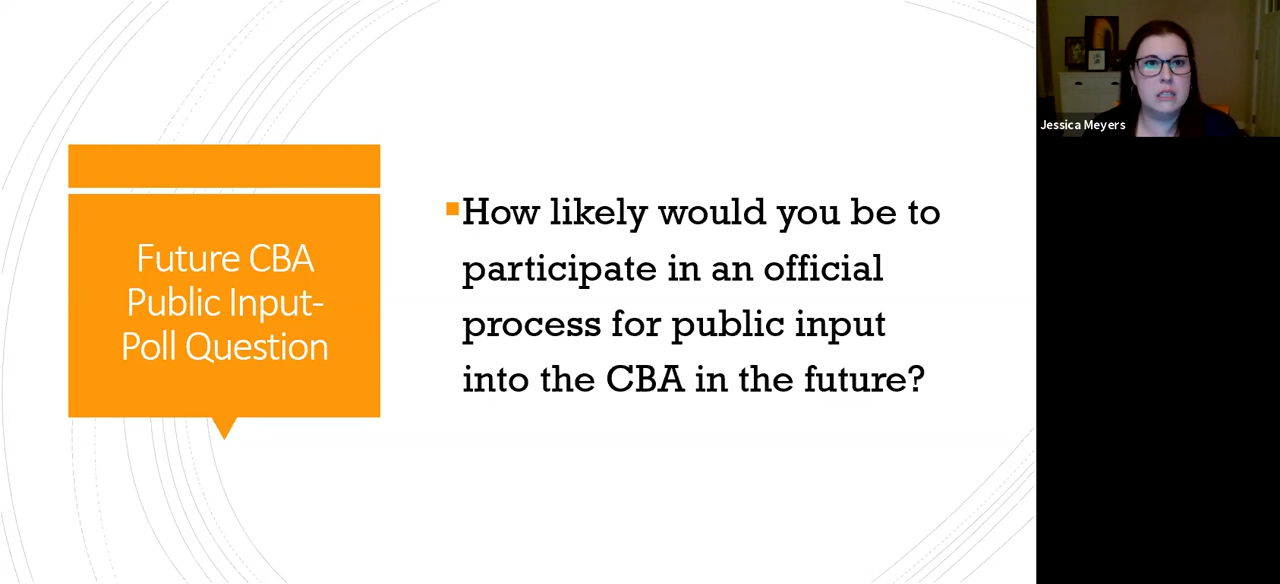 Future CBA
Public Input-
Poll Question
How likely would you be to
participate in an official
process for public input
into the CBA in the future?
Jessica Meyers